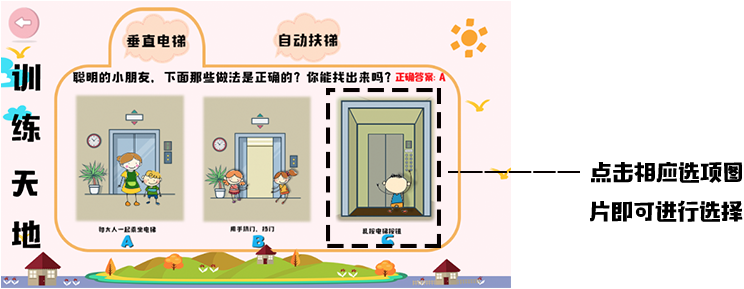 垂直电梯
自动扶梯
训练天地
聪明的小朋友，下面那些做法是正确的？你能找出来吗？正确答案: A
与大人一起乘坐电梯
用手挤门、挡门
乱按电梯按钮
A
B
C
点击相应选项图
片即可进行选择